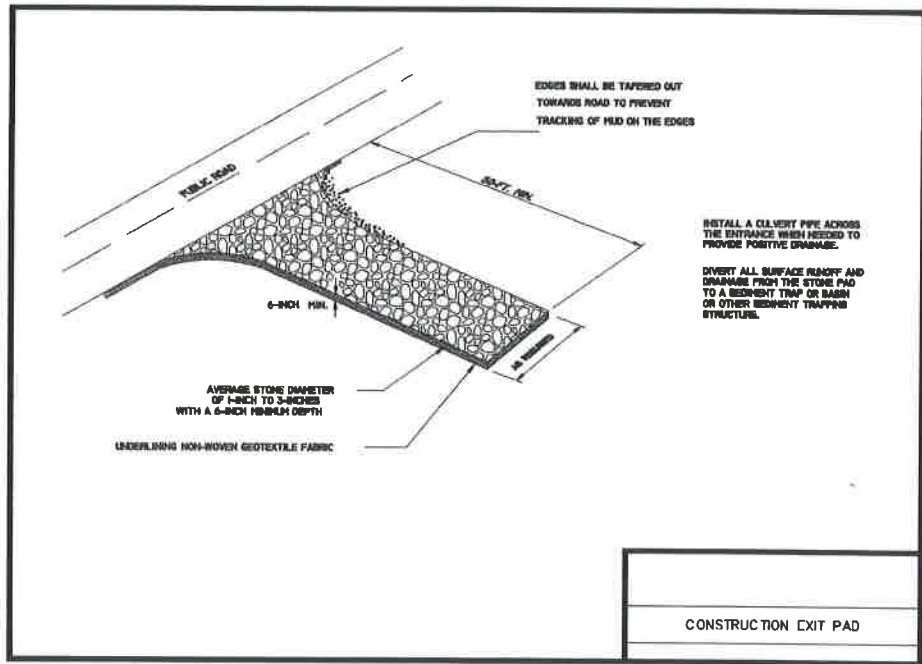 EDGES SHALL BE TAPERED OUT
TOWARDS ROAD TO PREVENT
TRACKING OF MUD ON THE EDGES
PUBLIC ROAD
50-FT. MIN.
INSTALL A CULVERT PIPE ACROSS
THE ENTRANCE WHEN NEEDED TO
PROVIDE POSITIVE DRAINAGE.
DIVERT ALL SURFACE RUNOFF AND
DRAINAGE FROM THE STONE PAD
TO A SEDIMENT TRAP OR BASIN
OR OTHER SEDIMENT TRAPPING
STRUCTURE.
6-INCH MIN.
AS REQUIRED
AVERAGE STONE DIAMETER
OF 1-INCH TO 3-INCHES
WITH A 6-INCH MINIMUM DEPTH
UNDERLINING NON-WOVEN GEOTEXTILE FABRIC
CONSTRUCTION EXIT PAD